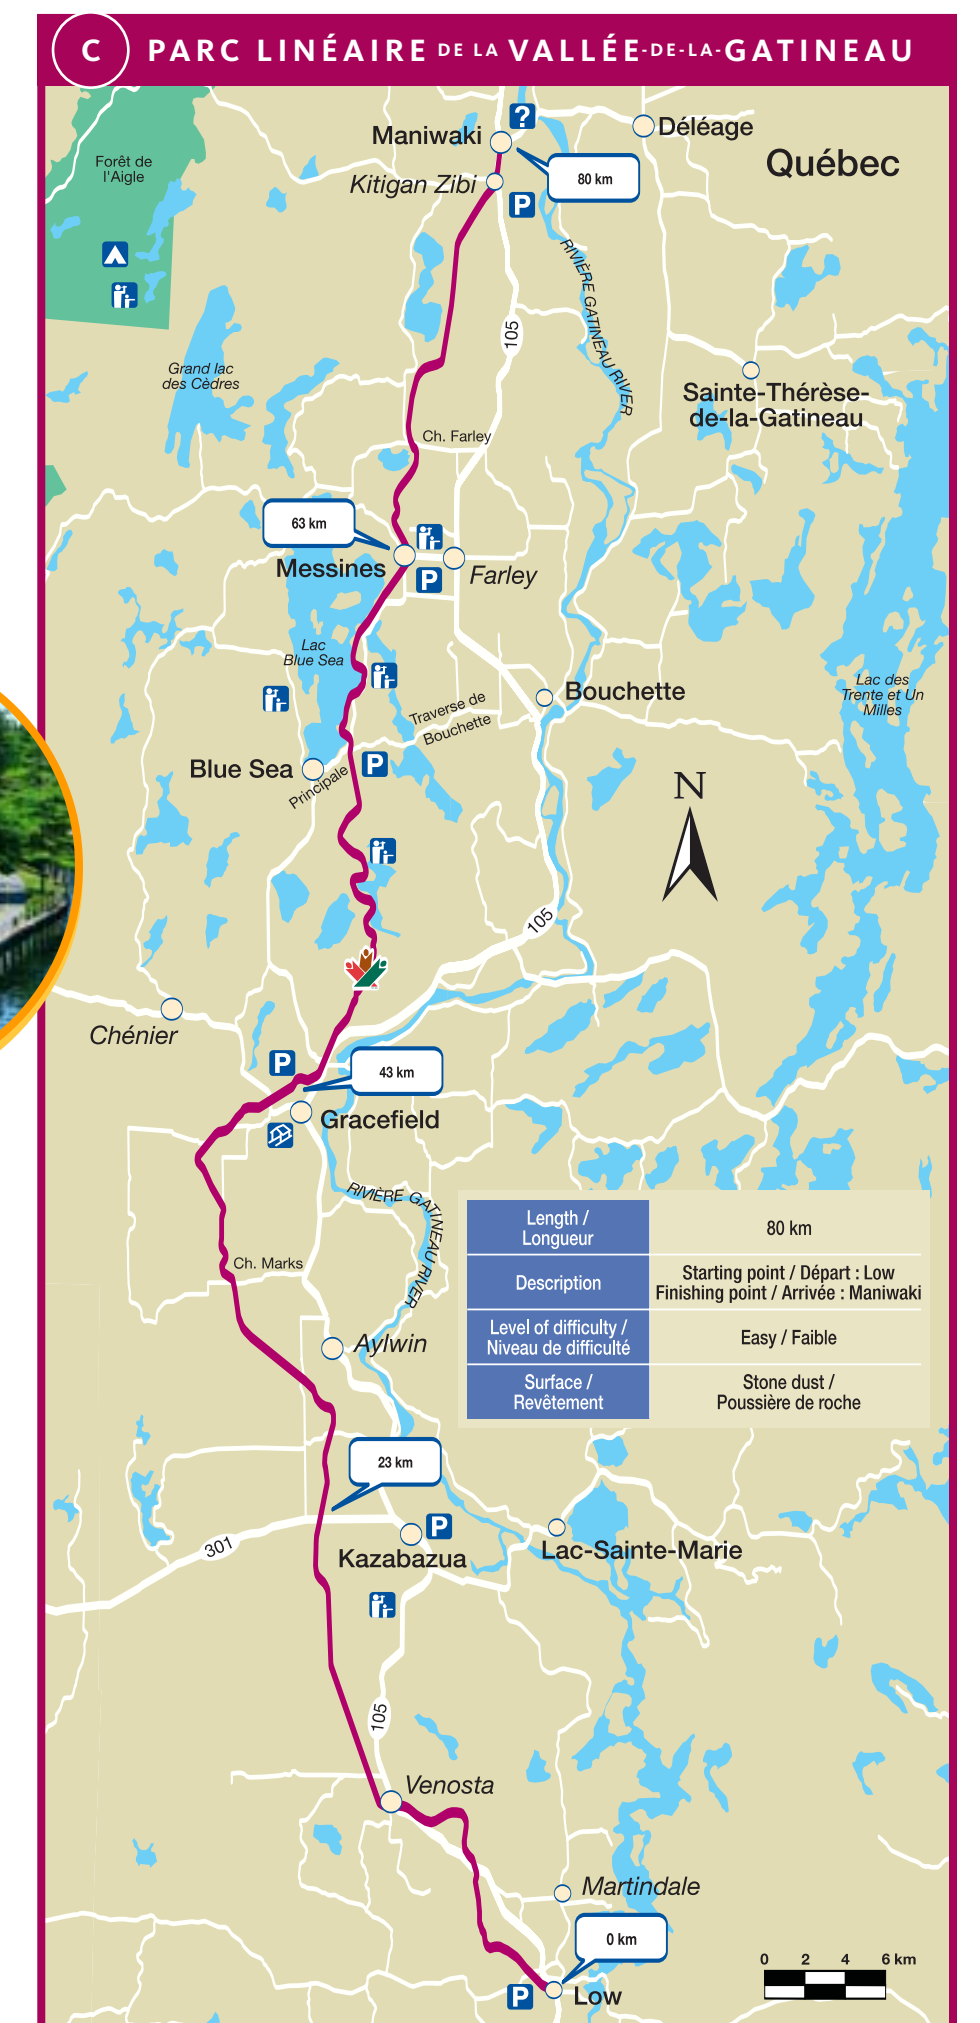 C
PARC LINÉAIRE DE LA VALLÉE-DE-LA-GATINEAU
?
Maniwaki
Déléage
Québec
Forêt de
l'Aigle
Kitigan Zibi
80 km
P
RIVIÈRE GATINEAU RIVER
105
Grand lac
des Cèdres
Sainte-Thérèse-
de-la-Gatineau
Ch. Farley
63 km
Messines
Farley
P
Lac
Blue Sea
Lac des
Trente et Un
Milles
Bouchette
Traverse de
Bouchette
Blue Sea
Principale
P
N
105
Chénier
P
43 km
Gracefield
RIVIÈRE GATINEAU RIVER
Length /
Longueur
80 km
Description
Starting point / Départ : Low
Finishing point / Arrivée : Maniwaki
Level of difficulty /
Niveau de difficulté
Easy / Faible
Surface /
Revêtement
Stone dust /
Poussière de roche
Ch. Marks
Aylwin
23 km
301
P
Kazabazua
Lac-Sainte-Marie
105
Venosta
Martindale
0 km
0 2 4 6 km
P
Low